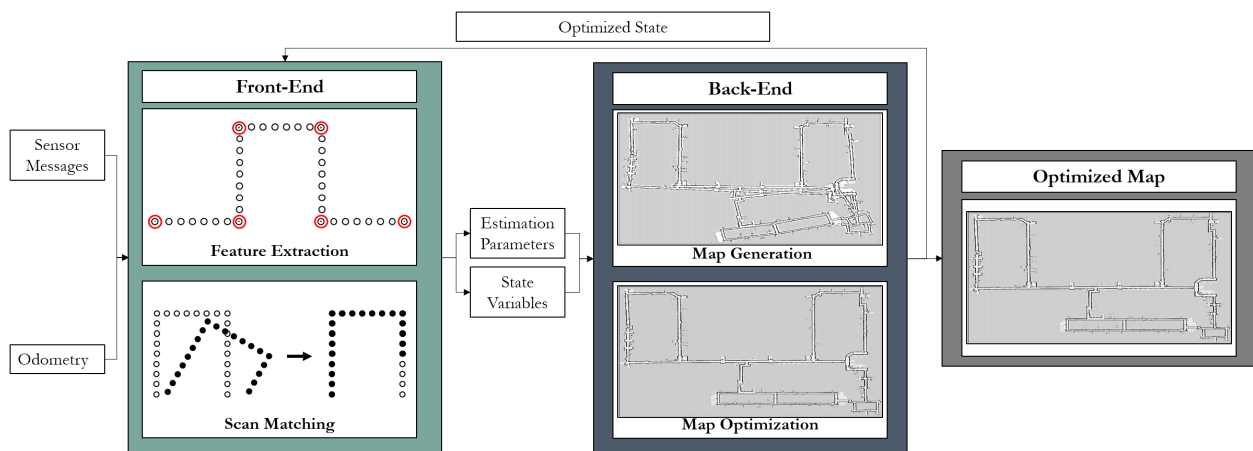 Optimized State
Front-End
Feature Extraction
Scan Matching
Sensor
Messages
Odometry
Estimation
Parameters
State
Variables
Back-End
Map Generation
Map Optimization
Optimized Map